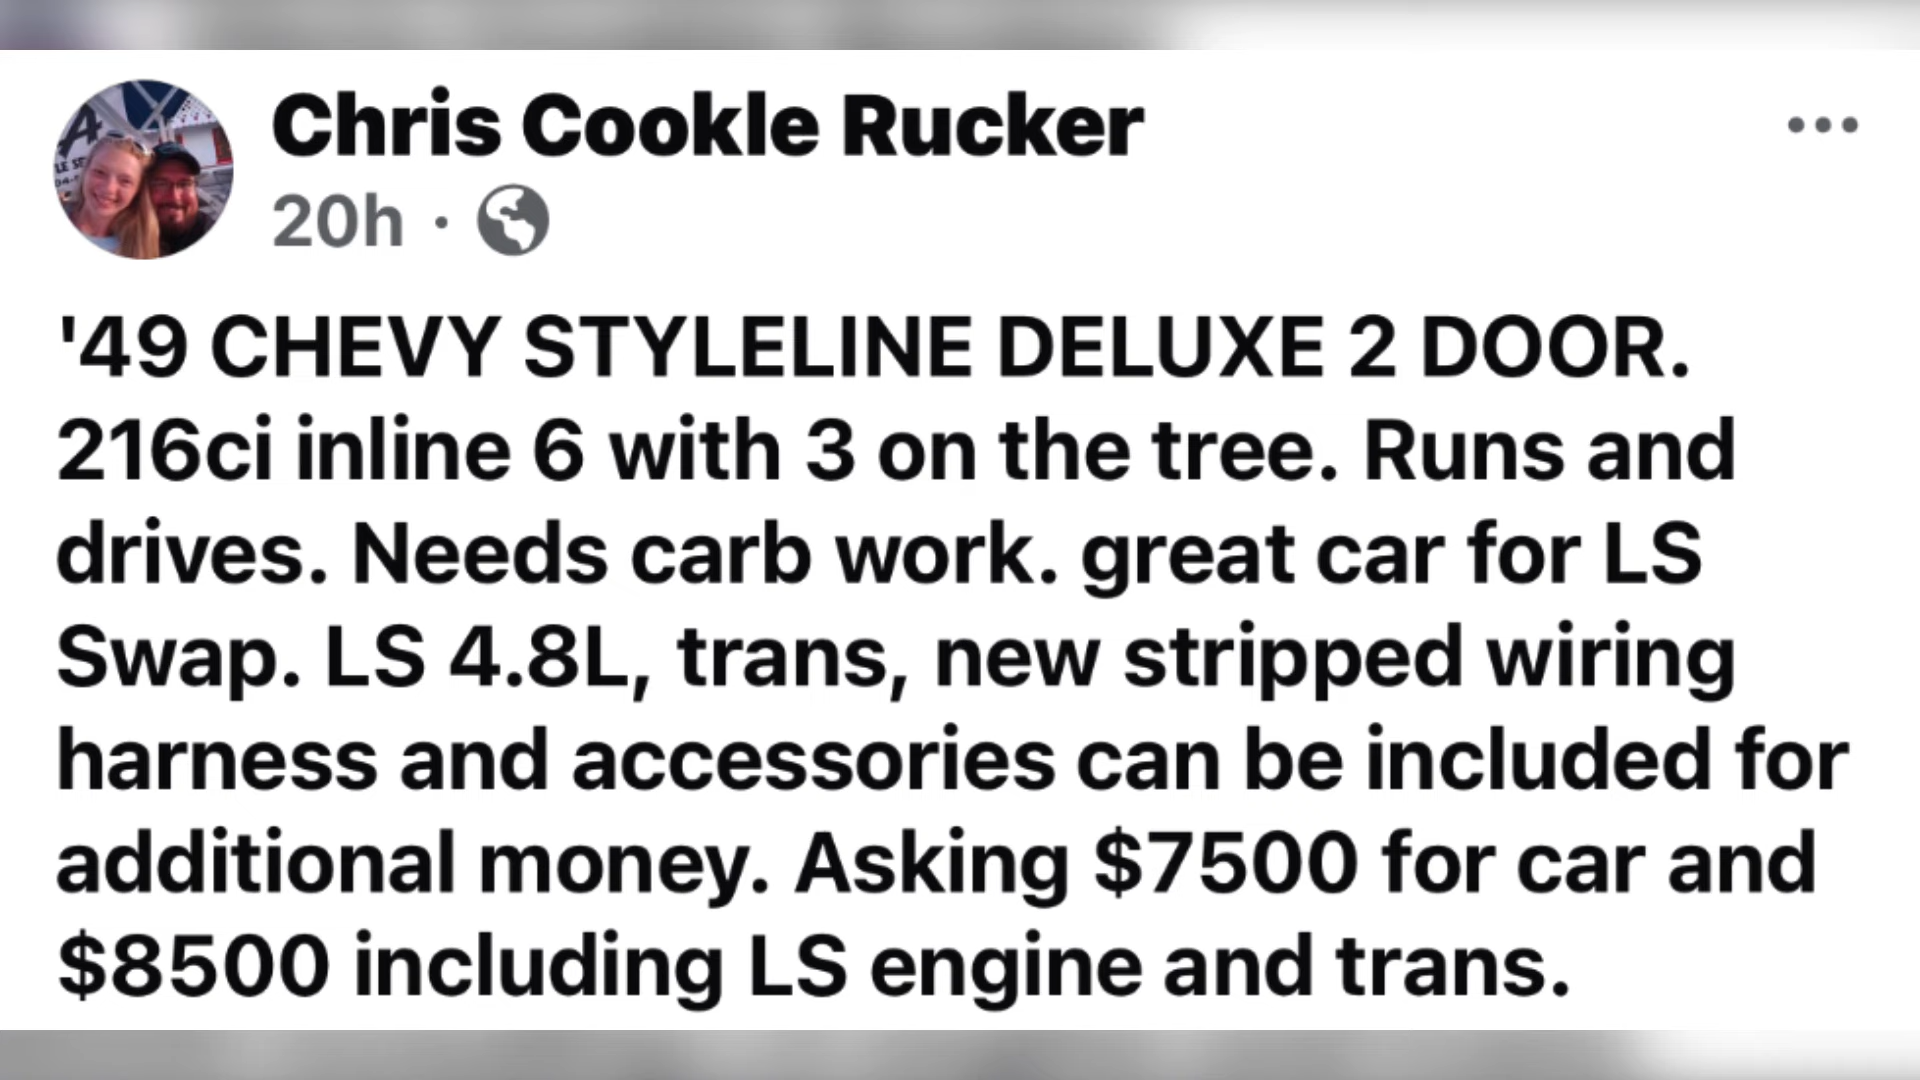 Chris Cookle Rucker
20h ·
'49 CHEVY STYLELINE DELUXE 2 DOOR.
216ci inline 6 with 3 on the tree. Runs and
drives. Needs carb work. great car for LS
Swap. LS 4.8L, trans, new stripped wiring
harness and accessories can be included for
additional money. Asking $7500 for car and
$8500 including LS engine and trans.